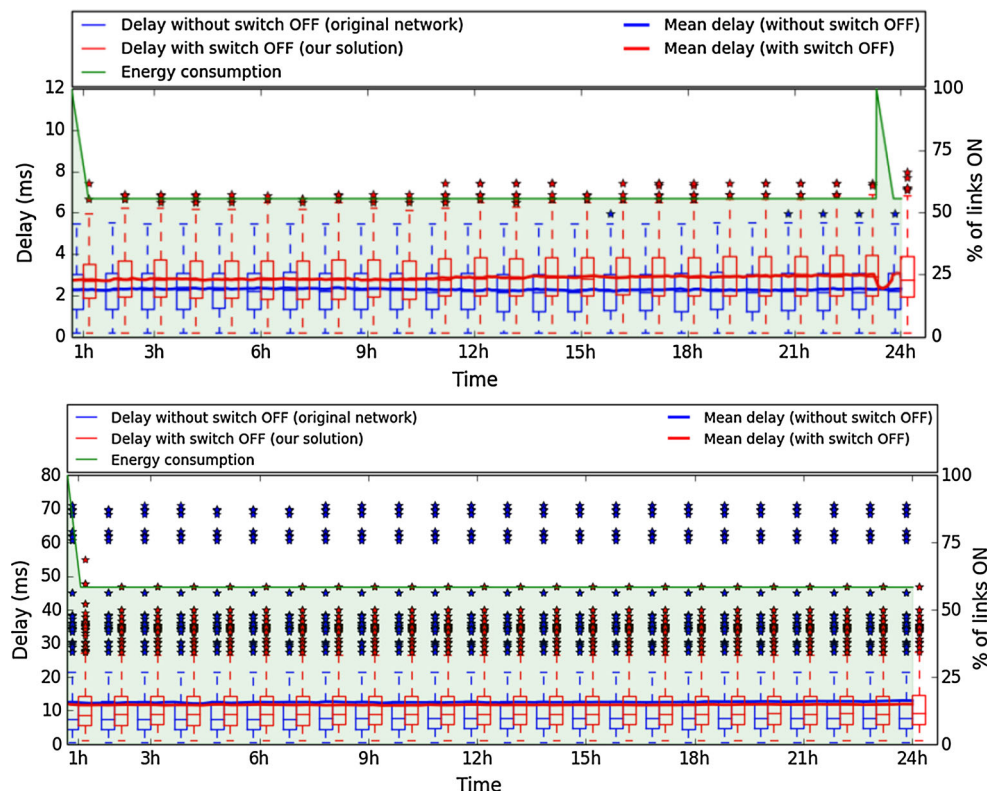 Delay without switch OFF (original network)
Delay with switch OFF (our solution)
Energy consumption
Mean delay (without switch OFF)
Mean delay (with switch OFF)
12
10
8
6
4
2
0
Delay (ms)
100
75
50
25
0
% of links ON
1h 3h 6h 9h 12h 15h 18h 21h 24h
Time
Delay without switch OFF (original network)
Delay with switch OFF (our solution)
Energy consumption
Mean delay (without switch OFF)
Mean delay (with switch OFF)
80
70
60
50
40
30
20
10
0
Delay (ms)
100
75
50
25
0
% of links ON
1h 3h 6h 9h 12h 15h 18h 21h 24h
Time